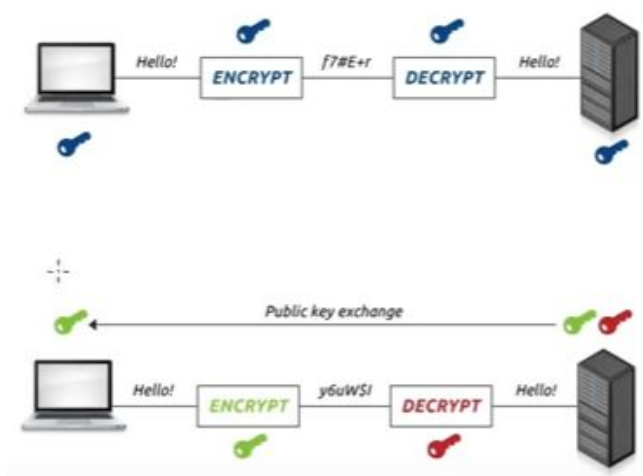 Hello! ENCRYPT f7#E+r DECRYPT Hello!
Public key exchange
Hello! ENCRYPT y6uW$I DECRYPT Hello!